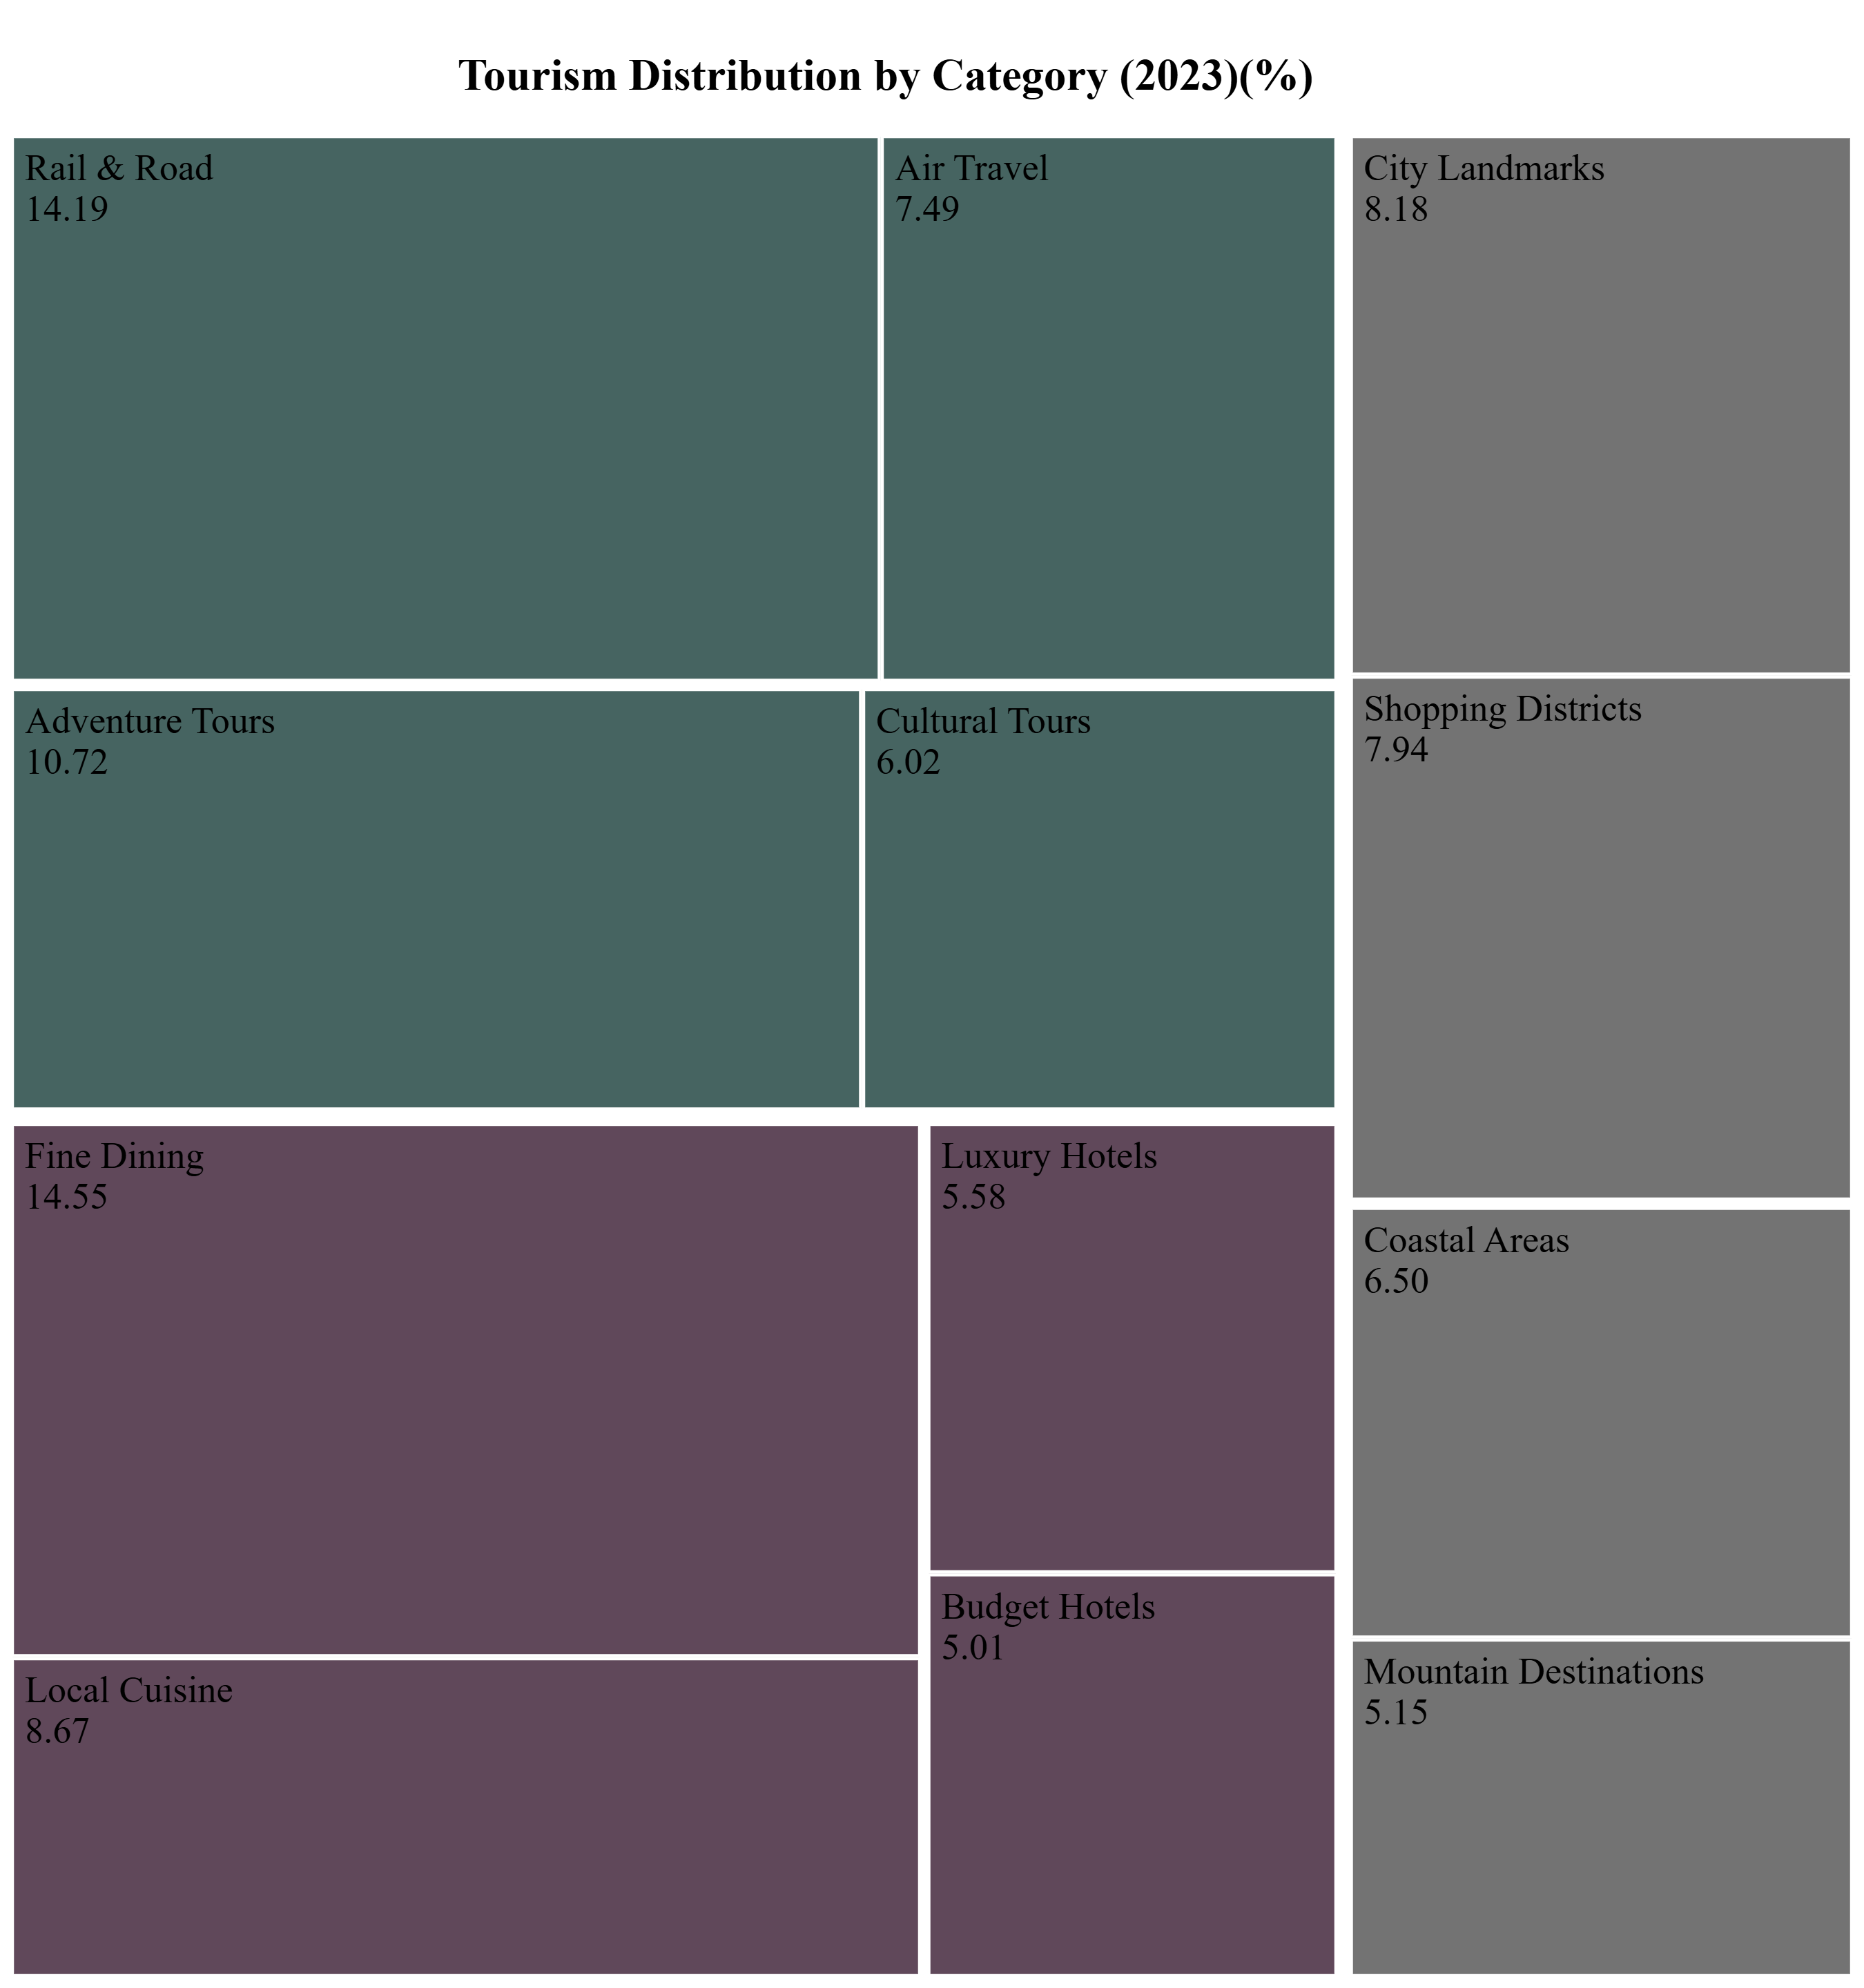 Tourism Distribution by Category (2023)(%)
Rail & Road
14.19
Air Travel
7.49
City Landmarks
8.18
Adventure Tours
10.72
Cultural Tours
6.02
Shopping Districts
7.94
Fine Dining
14.55
Luxury Hotels
5.58
Coastal Areas
6.50
Budget Hotels
5.01
Local Cuisine
8.67
Mountain Destinations
5.15